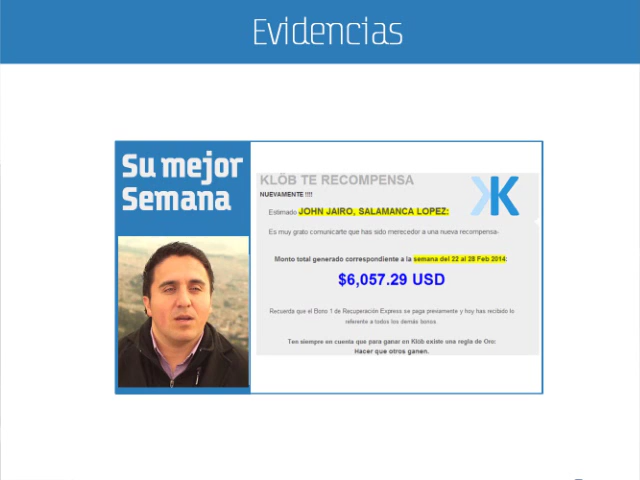 Evidencias
Su mejor
Semana
KLÖB TE RECOMPENSA
NUEVAMENTE !!!!
Estimado JOHN JAIRO, SALAMANCA LOPEZ:
Es muy grato comunicarte que has sido merecedor a una nueva recompensa-
Monto total generado correspondiente a la semana del 22 al 28 Feb 2014:
$6,057.29 USD
Recuerda que el Bono 1 de Recuperación Express se paga previamente y hoy has recibido lo
referente a todos los demás bonos.
Ten siempre en cuenta que para ganar en Klöb existe una regla de Oro:
Hacer que otros ganen.